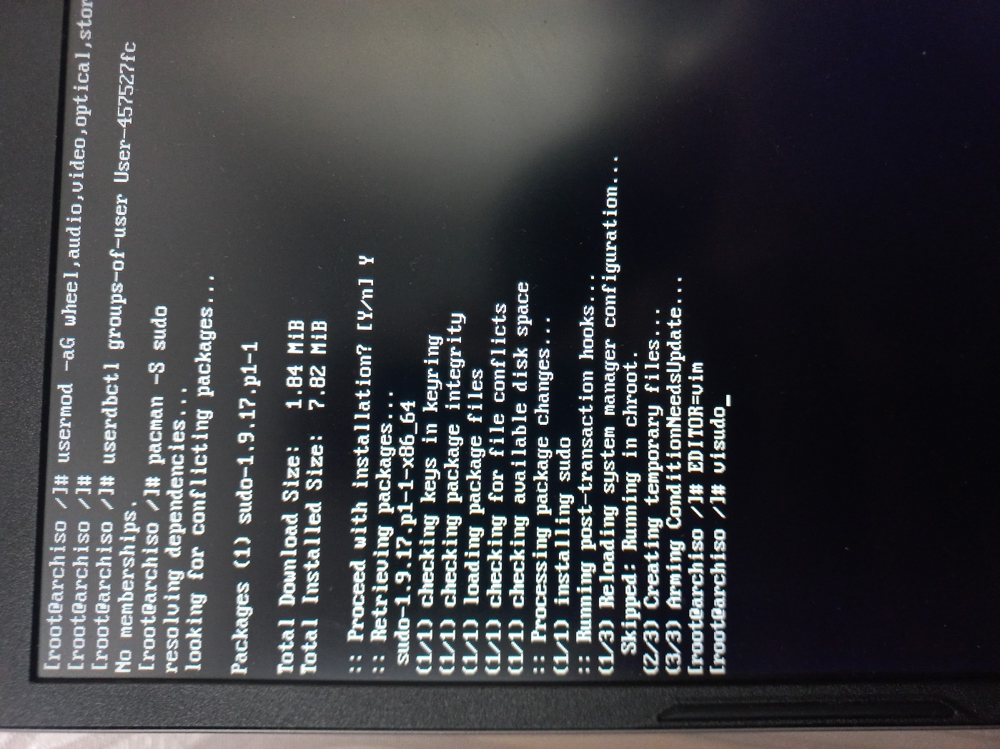 [root@archiso /]# usermod -aG wheel,audio,video,optical,stor
[root@archiso /]#
[root@archiso /]# userdbctl groups-of-user User-457527fc
No memberships.
[root@archiso /]# pacman -S sudo
resolving dependencies...
looking for conflicting packages...
Packages (1) sudo-1.9.17.p1-1
Total Download Size: 1.84 MiB
Total Installed Size: 7.82 MiB
:: Proceed with installation? [Y/n] Y
:: Retrieving packages...
sudo-1.9.17.p1-1-x86_64
(1/1) checking keys in keyring
(1/1) checking package integrity
(1/1) loading package files
(1/1) checking for file conflicts
(1/1) checking available disk space
:: Processing package changes...
(1/1) installing sudo
:: Running post-transaction hooks...
(1/3) Reloading system manager configuration...
Skipped: Running in chroot.
(2/3) Creating temporary files...
(3/3) Arming ConditionNeedsUpdate...
[root@archiso /]# EDITOR=vim
[root@archiso /]# visudo_